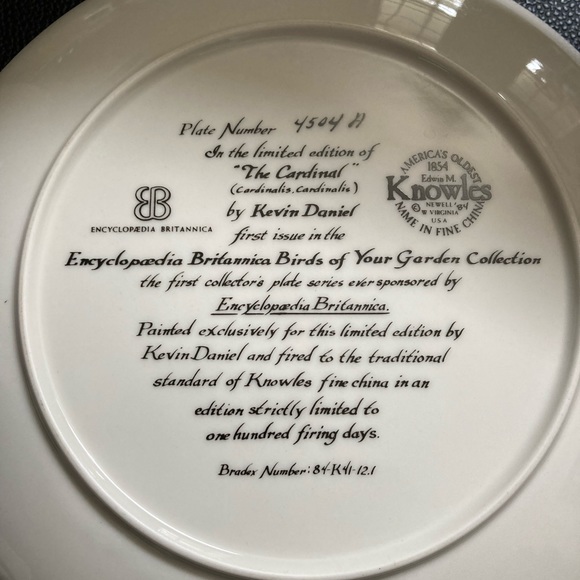 Plate Number 4504 H
In the limited edition of
"The Cardinal"
(Cardinalis. Cardinalis)
by Kevin Daniel
first issue in the
Encyclopædia Britannica Birds of Your Garden Collection
the first collector's plate series ever sponsored by
Encyclopædia Britannica.
Painted exclusively for this limited edition by
Kevin Daniel and fired to the traditional
standard of Knowles fine china in an
edition strictly limited to
one hundred firing days.
Bradex Number: 84-K41-12.1
EB
ENCYCLOPÆDIA BRITANNICA
AMERICA'S OLDEST
1854
Edwin M.
Knowles
NEWELL
© W. VIRGINIA '84
USA
NAME IN FINE CHINA